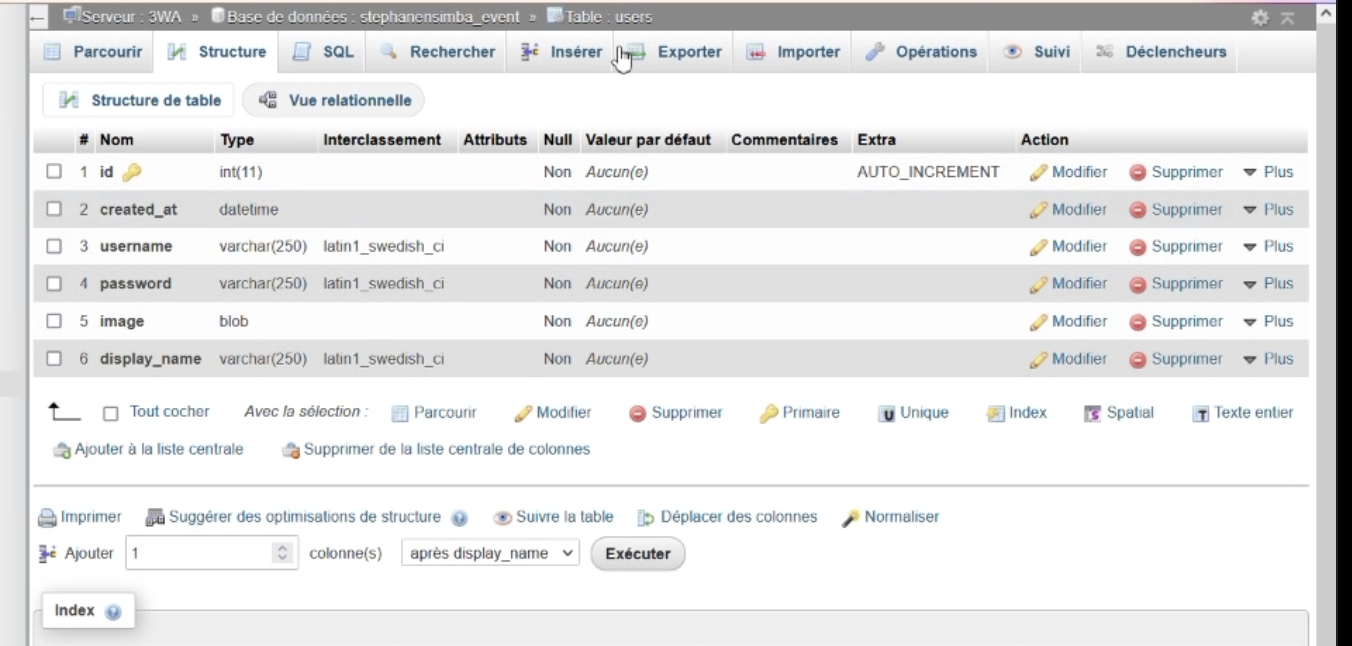 Serveur : 3WA » Base de données : stephanensimba_event » Table : users
Parcourir Structure SQL Rechercher Insérer Exporter Importer Opérations Suivi Déclencheurs
Structure de table Vue relationnelle
# Nom Type Interclassement Attributs Null Valeur par défaut Commentaires Extra Action
1 id int(11) Non Aucun(e) AUTO_INCREMENT Modifier Supprimer Plus
2 created_at datetime Non Aucun(e) Modifier Supprimer Plus
3 username varchar(250) latin1_swedish_ci Non Aucun(e) Modifier Supprimer Plus
4 password varchar(250) latin1_swedish_ci Non Aucun(e) Modifier Supprimer Plus
5 image blob Non Aucun(e) Modifier Supprimer Plus
6 display_name varchar(250) latin1_swedish_ci Non Aucun(e) Modifier Supprimer Plus
Tout cocher Avec la sélection : Parcourir Modifier Supprimer Primaire Unique Index Spatial Texte entier
Ajouter à la liste centrale Supprimer de la liste centrale de colonnes
Imprimer Suggérer des optimisations de structure Suivre la table Déplacer des colonnes Normaliser
Ajouter 1 colonne(s) après display_name Exécuter
Index